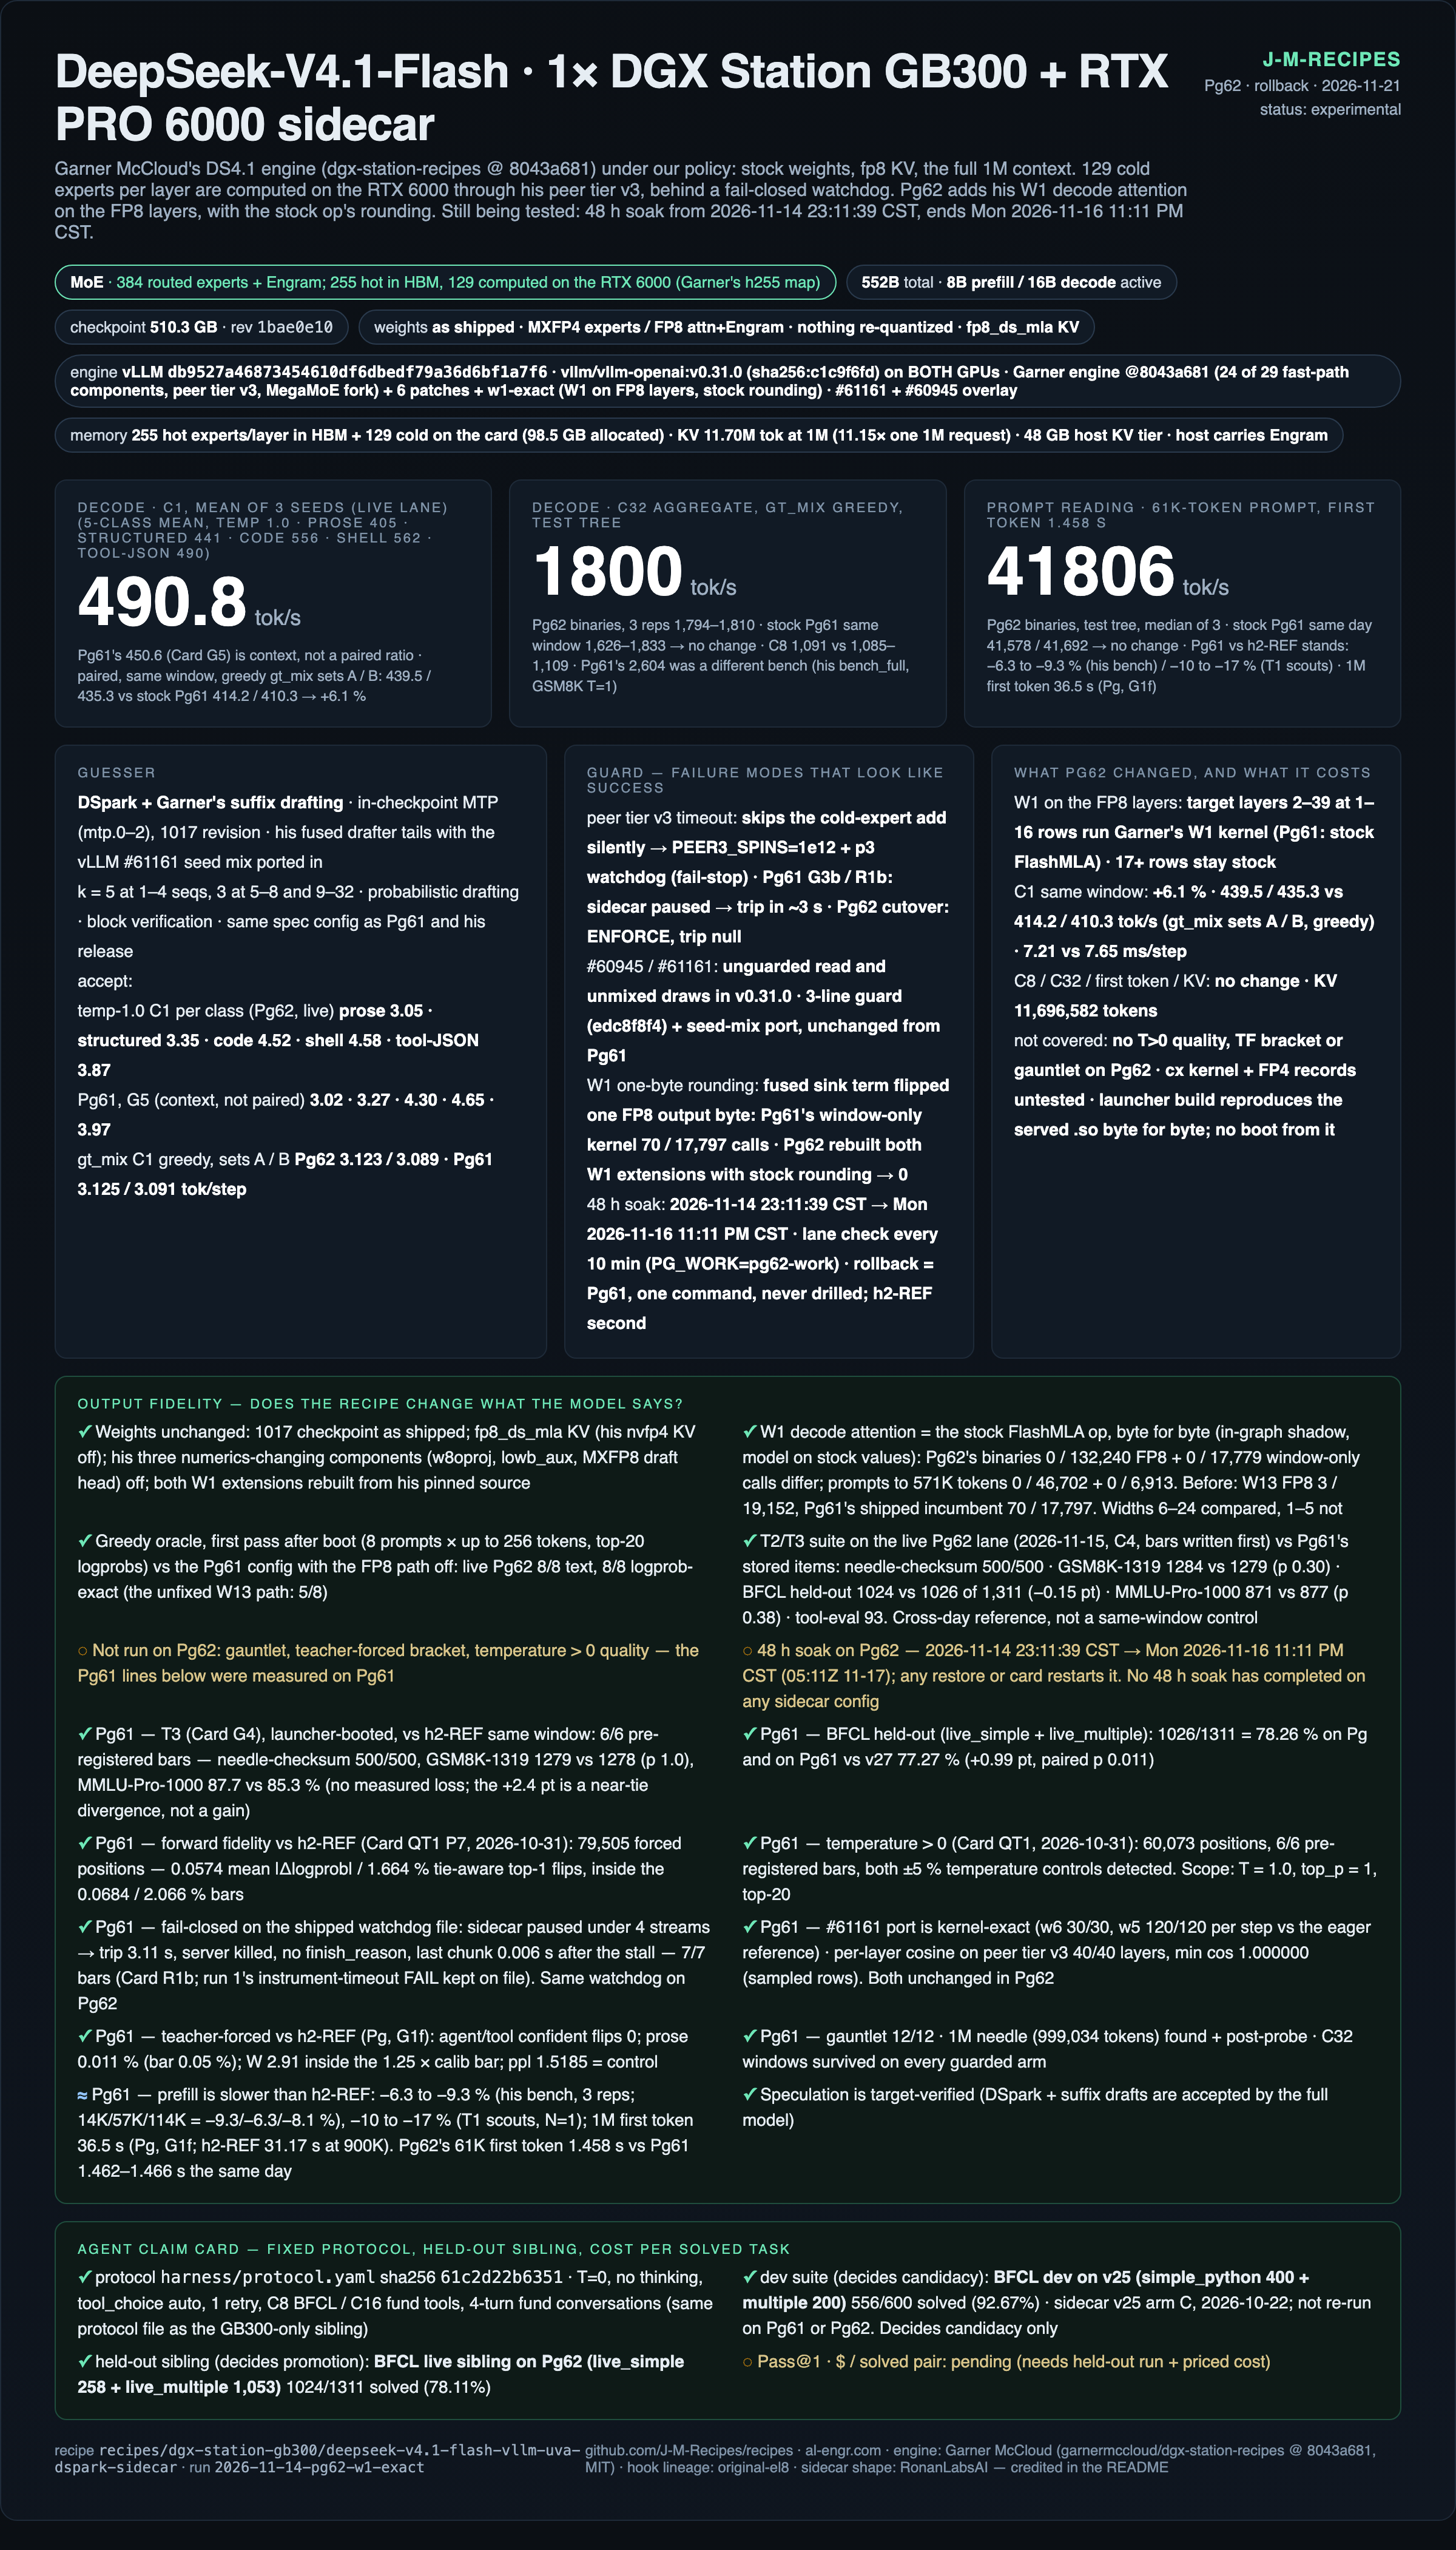 DeepSeek-V4.1-Flash · 1× DGX Station GB300 + RTX
PRO 6000 sidecar
J-M-RECIPES
Pg62 · rollback · 2026-11-21
status: experimental
Garner McCloud's DS4.1 engine (dgx-station-recipes @ 8043a681) under our policy: stock weights, fp8 KV, the full 1M context. 129 cold
experts per layer are computed on the RTX 6000 through his peer tier v3, behind a fail-closed watchdog. Pg62 adds his W1 decode attention
on the FP8 layers, with the stock op's rounding. Still being tested: 48 h soak from 2026-11-14 23:11:39 CST, ends Mon 2026-11-16 11:11 PM
CST.
MoE · 384 routed experts + Engram; 255 hot in HBM, 129 computed on the RTX 6000 (Garner's h255 map)
552B total · 8B prefill / 16B decode active
checkpoint 510.3 GB · rev 1bae0e10
weights as shipped · MXFP4 experts / FP8 attn+Engram · nothing re-quantized · fp8_ds_mla KV
engine vLLM db9527a46873454610df6dbedf79a36d6bf1a7f6 · vllm/vllm-openai:v0.31.0 (sha256:c1c9f6fd) on BOTH GPUs · Garner engine @8043a681 (24 of 29 fast-path
components, peer tier v3, MegaMoE fork) + 6 patches + w1-exact (W1 on FP8 layers, stock rounding) · #61161 + #60945 overlay
memory 255 hot experts/layer in HBM + 129 cold on the card (98.5 GB allocated) · KV 11.70M tok at 1M (11.15× one 1M request) · 48 GB host KV tier · host carries Engram
DECODE · C1, MEAN OF 3 SEEDS (LIVE LANE)
(5-CLASS MEAN, TEMP 1.0 · PROSE 405 ·
STRUCTURED 441 · CODE 556 · SHELL 562 ·
TOOL-JSON 490)
490.8 tok/s
Pg61's 450.6 (Card G5) is context, not a paired ratio ·
paired, same window, greedy gt_mix sets A / B: 439.5 /
435.3 vs stock Pg61 414.2 / 410.3 → +6.1 %
DECODE · C32 AGGREGATE, GT_MIX GREEDY,
TEST TREE
1800 tok/s
Pg62 binaries, 3 reps 1,794–1,810 · stock Pg61 same
window 1,626–1,833 → no change · C8 1,091 vs 1,085–
1,109 · Pg61's 2,604 was a different bench (his bench_full,
GSM8K T=1)
PROMPT READING · 61K-TOKEN PROMPT, FIRST
TOKEN 1.458 S
41806 tok/s
Pg62 binaries, test tree, median of 3 · stock Pg61 same day
41,578 / 41,692 → no change · Pg61 vs h2-REF stands:
−6.3 to −9.3 % (his bench) / −10 to −17 % (T1 scouts) · 1M
first token 36.5 s (Pg, G1f)
GUESSER
DSpark + Garner's suffix drafting · in-checkpoint MTP
(mtp.0–2), 1017 revision · his fused drafter tails with the
vLLM #61161 seed mix ported in
k = 5 at 1–4 seqs, 3 at 5–8 and 9–32 · probabilistic drafting
· block verification · same spec config as Pg61 and his
release
accept:
temp-1.0 C1 per class (Pg62, live) prose 3.05 ·
structured 3.35 · code 4.52 · shell 4.58 · tool-JSON
3.87
Pg61, G5 (context, not paired) 3.02 · 3.27 · 4.30 · 4.65 ·
3.97
gt_mix C1 greedy, sets A / B Pg62 3.123 / 3.089 · Pg61
3.125 / 3.091 tok/step
GUARD — FAILURE MODES THAT LOOK LIKE
SUCCESS
peer tier v3 timeout: skips the cold-expert add
silently → PEER3_SPINS=1e12 + p3
watchdog (fail-stop) · Pg61 G3b / R1b:
sidecar paused → trip in ~3 s · Pg62 cutover:
ENFORCE, trip null
#60945 / #61161: unguarded read and
unmixed draws in v0.31.0 · 3-line guard
(edc8f8f4) + seed-mix port, unchanged from
Pg61
W1 one-byte rounding: fused sink term flipped
one FP8 output byte: Pg61's window-only
kernel 70 / 17,797 calls · Pg62 rebuilt both
W1 extensions with stock rounding → 0
48 h soak: 2026-11-14 23:11:39 CST → Mon
2026-11-16 11:11 PM CST · lane check every
10 min (PG_WORK=pg62-work) · rollback =
Pg61, one command, never drilled; h2-REF
second
WHAT PG62 CHANGED, AND WHAT IT COSTS
W1 on the FP8 layers: target layers 2–39 at 1–
16 rows run Garner's W1 kernel (Pg61: stock
FlashMLA) · 17+ rows stay stock
C1 same window: +6.1 % · 439.5 / 435.3 vs
414.2 / 410.3 tok/s (gt_mix sets A / B, greedy)
· 7.21 vs 7.65 ms/step
C8 / C32 / first token / KV: no change · KV
11,696,582 tokens
not covered: no T>0 quality, TF bracket or
gauntlet on Pg62 · cx kernel + FP4 records
untested · launcher build reproduces the
served .so byte for byte; no boot from it
OUTPUT FIDELITY — DOES THE RECIPE CHANGE WHAT THE MODEL SAYS?
✓ Weights unchanged: 1017 checkpoint as shipped; fp8_ds_mla KV (his nvfp4 KV
off); his three numerics-changing components (w8oproj, lowb_aux, MXFP8 draft
head) off; both W1 extensions rebuilt from his pinned source
✓ W1 decode attention = the stock FlashMLA op, byte for byte (in-graph shadow,
model on stock values): Pg62's binaries 0 / 132,240 FP8 + 0 / 17,779 window-only
calls differ; prompts to 571K tokens 0 / 46,702 + 0 / 6,913. Before: W13 FP8 3 /
19,152, Pg61's shipped incumbent 70 / 17,797. Widths 6–24 compared, 1–5 not
✓ Greedy oracle, first pass after boot (8 prompts × up to 256 tokens, top-20
logprobs) vs the Pg61 config with the FP8 path off: live Pg62 8/8 text, 8/8 logprob-
exact (the unfixed W13 path: 5/8)
✓ T2/T3 suite on the live Pg62 lane (2026-11-15, C4, bars written first) vs Pg61's
stored items: needle-checksum 500/500 · GSM8K-1319 1284 vs 1279 (p 0.30) ·
BFCL held-out 1024 vs 1026 of 1,311 (−0.15 pt) · MMLU-Pro-1000 871 vs 877 (p
0.38) · tool-eval 93. Cross-day reference, not a same-window control
○ Not run on Pg62: gauntlet, teacher-forced bracket, temperature > 0 quality — the
Pg61 lines below were measured on Pg61
○ 48 h soak on Pg62 — 2026-11-14 23:11:39 CST → Mon 2026-11-16 11:11 PM
CST (05:11Z 11-17); any restore or card restarts it. No 48 h soak has completed on
any sidecar config
✓ Pg61 — T3 (Card G4), launcher-booted, vs h2-REF same window: 6/6 pre-
registered bars — needle-checksum 500/500, GSM8K-1319 1279 vs 1278 (p 1.0),
MMLU-Pro-1000 87.7 vs 85.3 % (no measured loss; the +2.4 pt is a near-tie
divergence, not a gain)
✓ Pg61 — BFCL held-out (live_simple + live_multiple): 1026/1311 = 78.26 % on Pg
and on Pg61 vs v27 77.27 % (+0.99 pt, paired p 0.011)
✓ Pg61 — forward fidelity vs h2-REF (Card QT1 P7, 2026-10-31): 79,505 forced
positions — 0.0574 mean |Δlogprob| / 1.664 % tie-aware top-1 flips, inside the
0.0684 / 2.066 % bars
✓ Pg61 — temperature > 0 (Card QT1, 2026-10-31): 60,073 positions, 6/6 pre-
registered bars, both ±5 % temperature controls detected. Scope: T = 1.0, top_p = 1,
top-20
✓ Pg61 — fail-closed on the shipped watchdog file: sidecar paused under 4 streams
→ trip 3.11 s, server killed, no finish_reason, last chunk 0.006 s after the stall — 7/7
bars (Card R1b; run 1's instrument-timeout FAIL kept on file). Same watchdog on
Pg62
✓ Pg61 — #61161 port is kernel-exact (w6 30/30, w5 120/120 per step vs the eager
reference) · per-layer cosine on peer tier v3 40/40 layers, min cos 1.000000
(sampled rows). Both unchanged in Pg62
✓ Pg61 — teacher-forced vs h2-REF (Pg, G1f): agent/tool confident flips 0; prose
0.011 % (bar 0.05 %); W 2.91 inside the 1.25 × calib bar; ppl 1.5185 = control
✓ Pg61 — gauntlet 12/12 · 1M needle (999,034 tokens) found + post-probe · C32
windows survived on every guarded arm
≈ Pg61 — prefill is slower than h2-REF: −6.3 to −9.3 % (his bench, 3 reps;
14K/57K/114K = −9.3/−6.3/−8.1 %), −10 to −17 % (T1 scouts, N=1); 1M first token
36.5 s (Pg, G1f; h2-REF 31.17 s at 900K). Pg62's 61K first token 1.458 s vs Pg61
1.462–1.466 s the same day
✓ Speculation is target-verified (DSpark + suffix drafts are accepted by the full
model)
AGENT CLAIM CARD — FIXED PROTOCOL, HELD-OUT SIBLING, COST PER SOLVED TASK
✓ protocol harness/protocol.yaml sha256 61c2d22b6351 · T=0, no thinking,
tool_choice auto, 1 retry, C8 BFCL / C16 fund tools, 4-turn fund conversations (same
protocol file as the GB300-only sibling)
✓ dev suite (decides candidacy): BFCL dev on v25 (simple_python 400 +
multiple 200) 556/600 solved (92.67%) · sidecar v25 arm C, 2026-10-22; not re-run
on Pg61 or Pg62. Decides candidacy only
✓ held-out sibling (decides promotion): BFCL live sibling on Pg62 (live_simple
258 + live_multiple 1,053) 1024/1311 solved (78.11%)
○ Pass@1 · $ / solved pair: pending (needs held-out run + priced cost)
recipe recipes/dgx-station-gb300/deepseek-v4.1-flash-vllm-uva-
dspark-sidecar · run 2026-11-14-pg62-w1-exact
github.com/J-M-Recipes/recipes · al-engr.com · engine: Garner McCloud (garnermccloud/dgx-station-recipes @ 8043a681,
MIT) · hook lineage: original-el8 · sidecar shape: RonanLabsAI — credited in the README